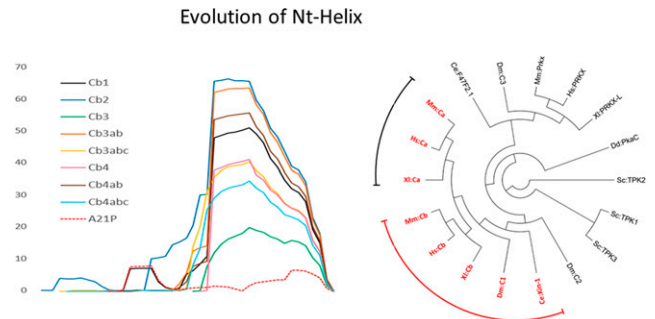 Evolution of Nt-Helix
70
60
50
40
30
20
10
0
Cb1
Cb2
Cb3
Cb3ab
Cb3abc
Cb4
Cb4ab
Cb4abc
A21P
Ce:F47F2.1
Dm:C3
Mm:Prkx
Hs:PRKX
Xl:PRKX-L
Dd:PkaC
Sc:TPK2
Sc:TPK1
Sc:TPK3
Dm:C2
Ce:Kin-1
Dm:C1
Xl:Cb
Hs:Cb
Mm:Cb
Xl:Ca
Hs:Ca
Mm:Ca